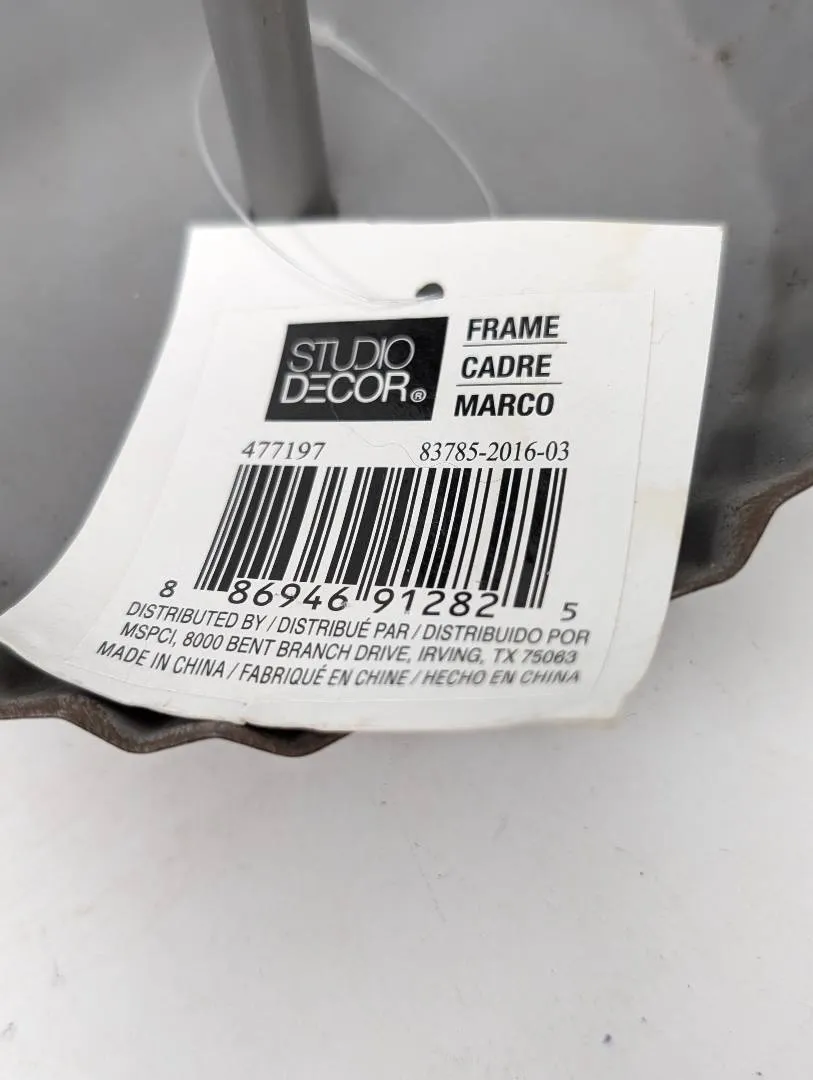 STUDIO
DECOR®
FRAME
CADRE
MARCO
477197 83785-2016-03
8 86946 91282 5
DISTRIBUTED BY / DISTRIBUÉ PAR / DISTRIBUIDO POR
MSPCI, 8000 BENT BRANCH DRIVE, IRVING, TX 75063
MADE IN CHINA / FABRIQUÉ EN CHINE / HECHO EN CHINA